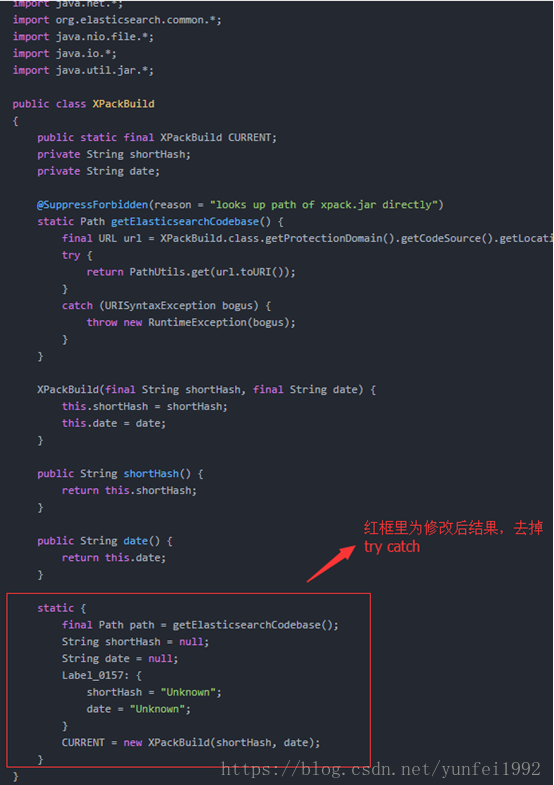 import java.net.*;
import org.elasticsearch.common.*;
import java.nio.file.*;
import java.io.*;
import java.util.jar.*;
public class XPackBuild
{
public static final XPackBuild CURRENT;
private String shortHash;
private String date;
@SuppressForbidden(reason = "looks up path of xpack.jar directly")
static Path getElasticsearchCodebase() {
final URL url = XPackBuild.class.getProtectionDomain().getCodeSource().getLocati
try {
return PathUtils.get(url.toURI());
}
catch (URISyntaxException bogus) {
throw new RuntimeException(bogus);
}
}
XPackBuild(final String shortHash, final String date) {
this.shortHash = shortHash;
this.date = date;
}
public String shortHash() {
return this.shortHash;
}
public String date() {
return this.date;
}
红框里为修改后结果，去掉
try catch
static {
final Path path = getElasticsearchCodebase();
String shortHash = null;
String date = null;
Label_0157: {
shortHash = "Unknown";
date = "Unknown";
}
CURRENT = new XPackBuild(shortHash, date);
}
}
https://blog.csdn.net/yunfei1992